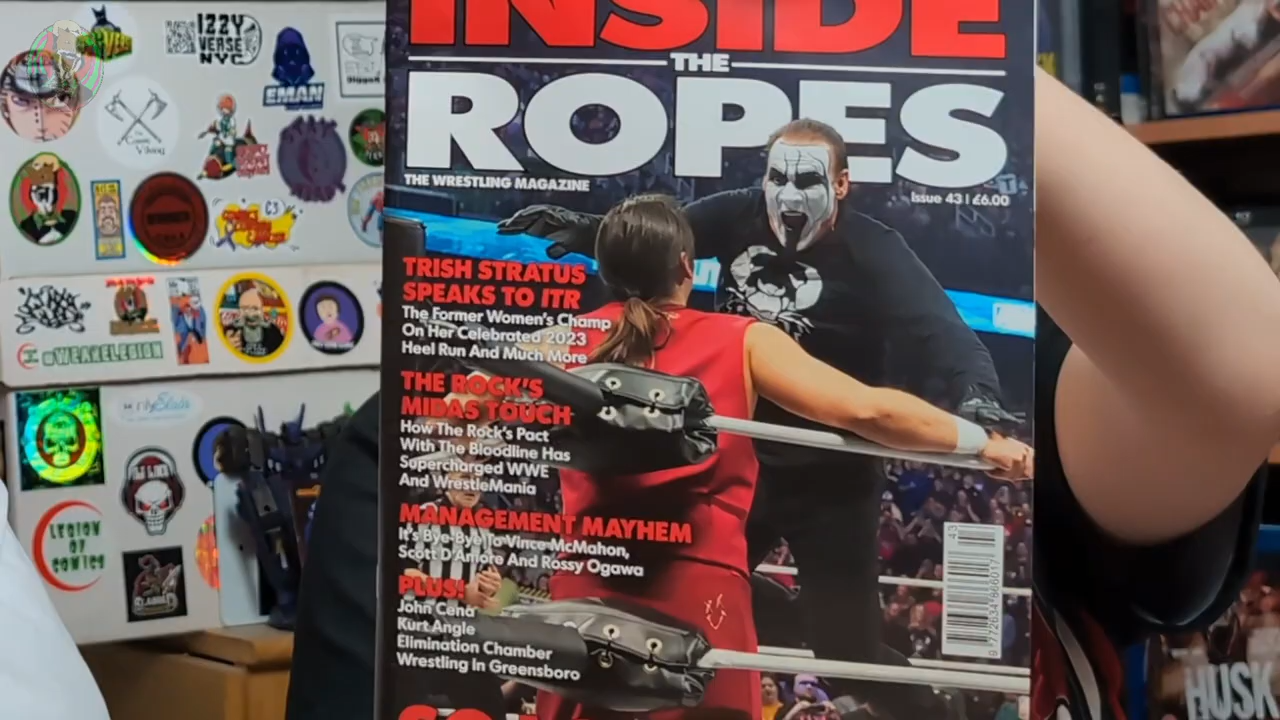 INSIDE
THE
ROPES
THE WRESTLING MAGAZINE
Issue 43 | £6.00
TRISH STRATUS
SPEAKS TO ITR
The Former Women's Champ
On Her Celebrated 2023
Heel Run And Much More
THE ROCK'S
MIDAS TOUCH
How The Rock's Pact
With The Bloodline Has
Supercharged WWE
And WrestleMania
MANAGEMENT MAYHEM
It's Bye-Bye To Vince McMahon,
Scott D'Amore And Rossy Ogawa
PLUS!
John Cena
Kurt Angle
Elimination Chamber
Wrestling In Greensboro
43
IZZY
VERSE
NYC
EMAN
LEGION
OF
COMICS
HUSK